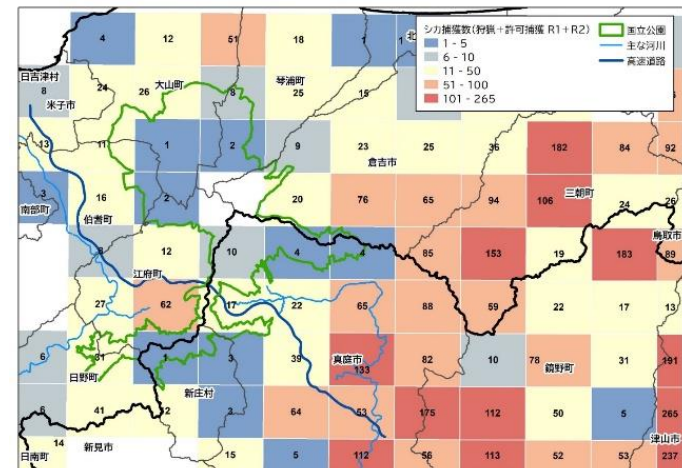 シカ捕獲数(狩猟+許可捕獲 R1+R2)
1 - 5
6 - 10
11 - 50
51 - 100
101 - 265
国立公園
主な河川
高速道路
4 12 51 18 1 1 北
日吉津村
大山町
琴浦町
8 24 26 8 25 15
米子市
13 11 1 2 9 23 25 36 182 84 92
倉吉市
3 16 2 20 76 65 94 106 24 26
三朝町
南部町
伯耆町
鳥取市
12 10 4 4 85 153 19 183 89
江府町
27 62 17 22 65 88 59 22 17 13
6 31 1 3 39 133 82 10 78 31 191
真庭市
鏡野町
日野町
新庄村
6 41 2 3 64 53 175 112 50 5 265
津山市
14 15 5 112 56 113 52 53 237
日南町
新見市